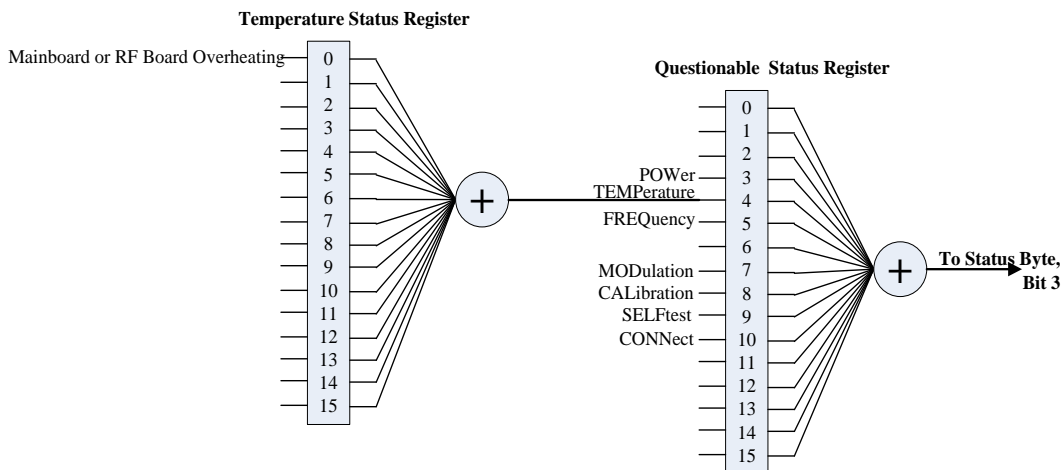 Temperature Status Register
Mainboard or RF Board Overheating
0
1
2
3
4
5
6
7
8
9
10
11
12
13
14
15
+
Questionable Status Register
POWer
TEMPerature
FREQuency
MODulation
CALibration
SELFtest
CONNect
0
1
2
3
4
5
6
7
8
9
10
11
12
13
14
15
+
To Status Byte,
Bit 3